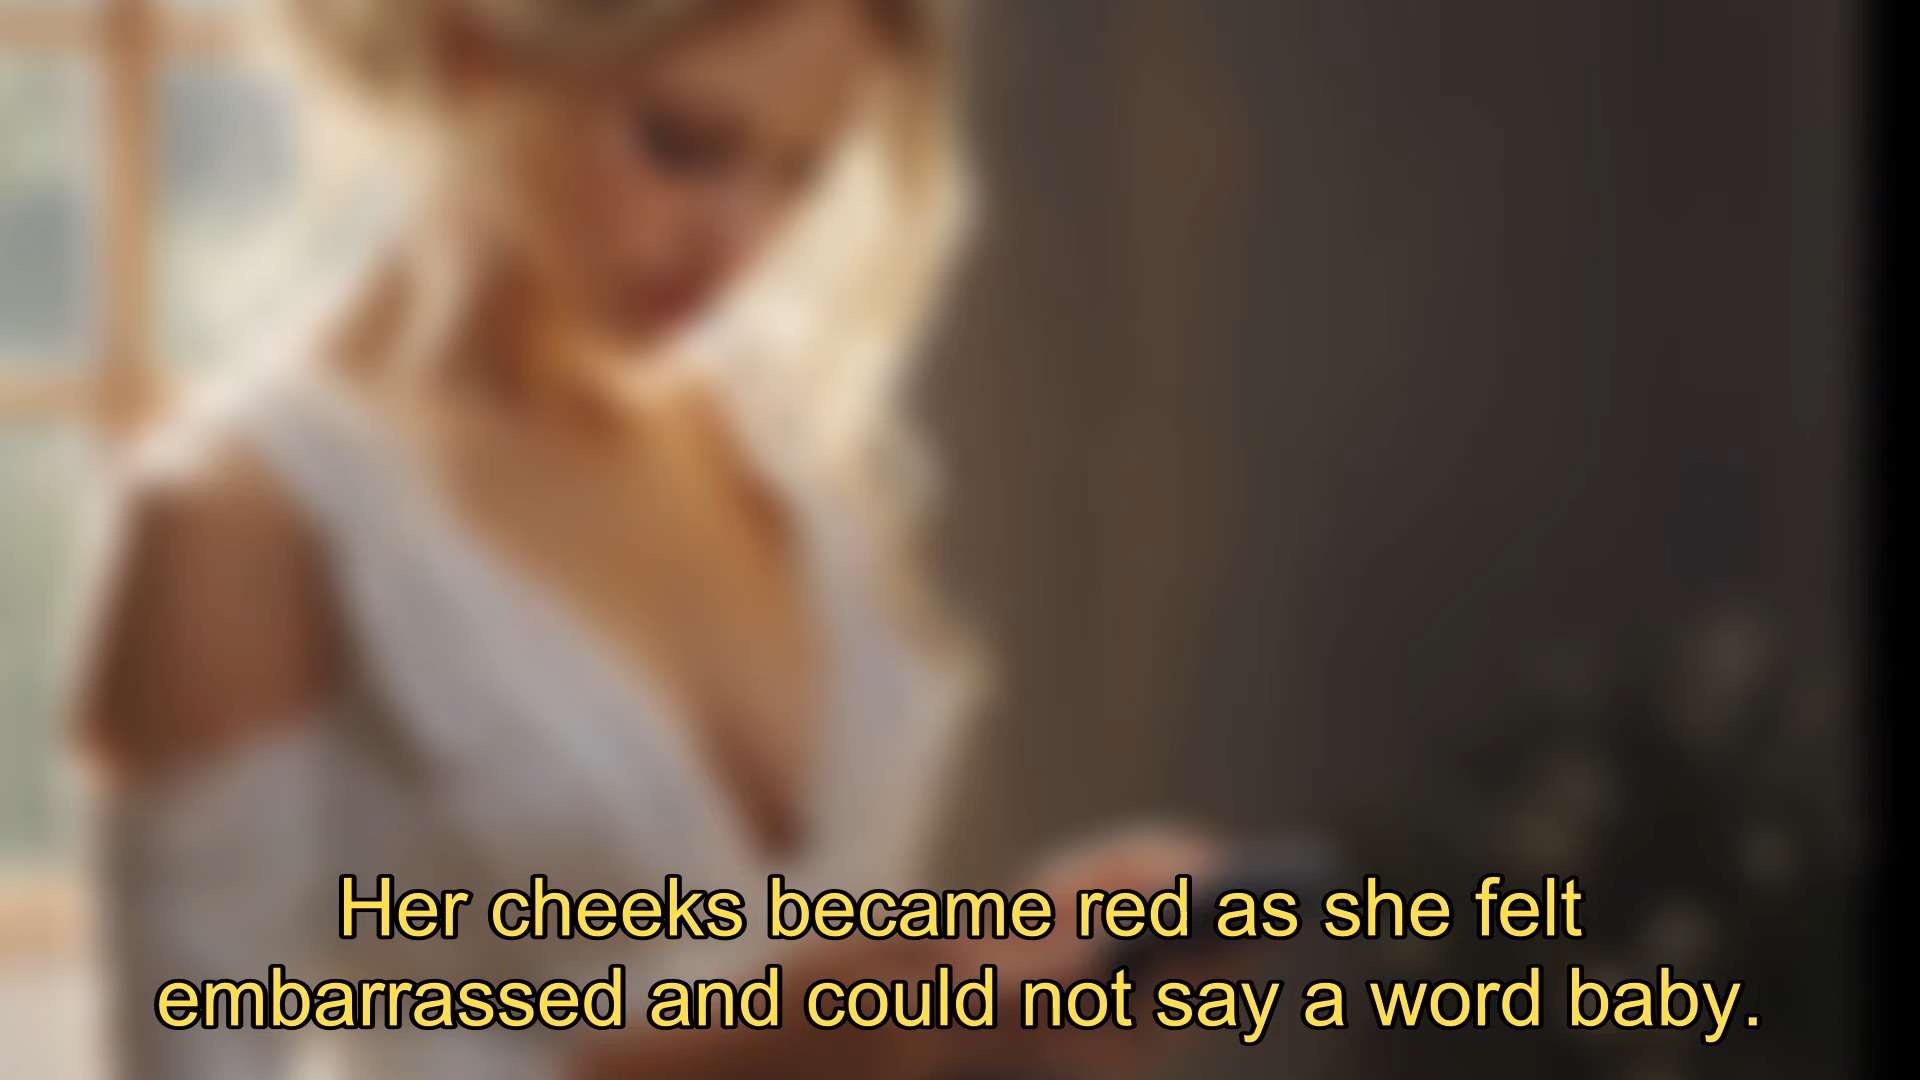 Her cheeks became red as she felt
embarrassed and could not say a word baby.